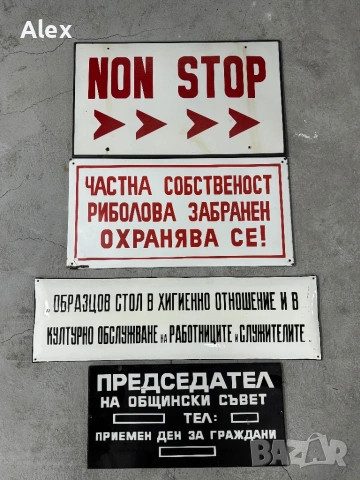 Alex
NON STOP
ЧАСТНА СОБСТВЕНОСТ
РИБОЛОВА ЗАБРАНЕН
ОХРАНЯВА СЕ!
ОБРАЗЦОВ СТОЛ В ХИГИЕННО ОТНОШЕНИЕ И В
КУЛТУРНО ОБСЛУЖВАНЕ НА РАБОТНИЦИТЕ И СЛУЖИТЕЛИТЕ.
ПРЕДСЕДАТЕЛ
НА ОБЩИНСКИ СЪВЕТ
ТЕЛ:
ПРИЕМЕН ДЕН ЗА ГРАЖДАНИ
BAZAR